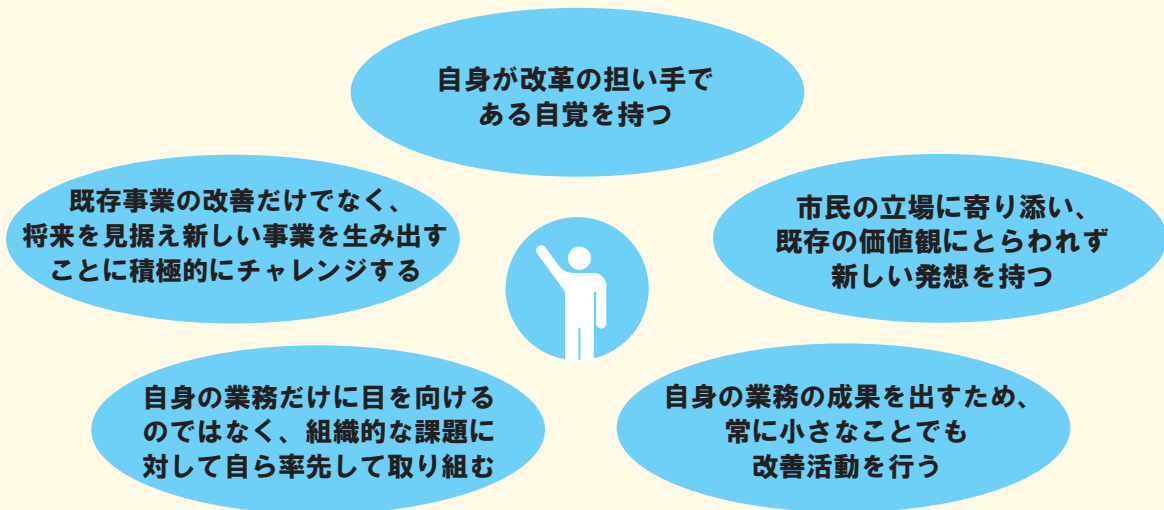 自身が改革の担い手で
ある自覚を持つ
既存事業の改善だけでなく、
将来を見据え新しい事業を生み出す
ことに積極的にチャレンジする
市民の立場に寄り添い、
既存の価値観にとらわれず
新しい発想を持つ
自身の業務だけに目を向ける
のではなく、組織的な課題に
対して自ら率先して取り組む
自身の業務の成果を出すため、
常に小さなことでも
改善活動を行う